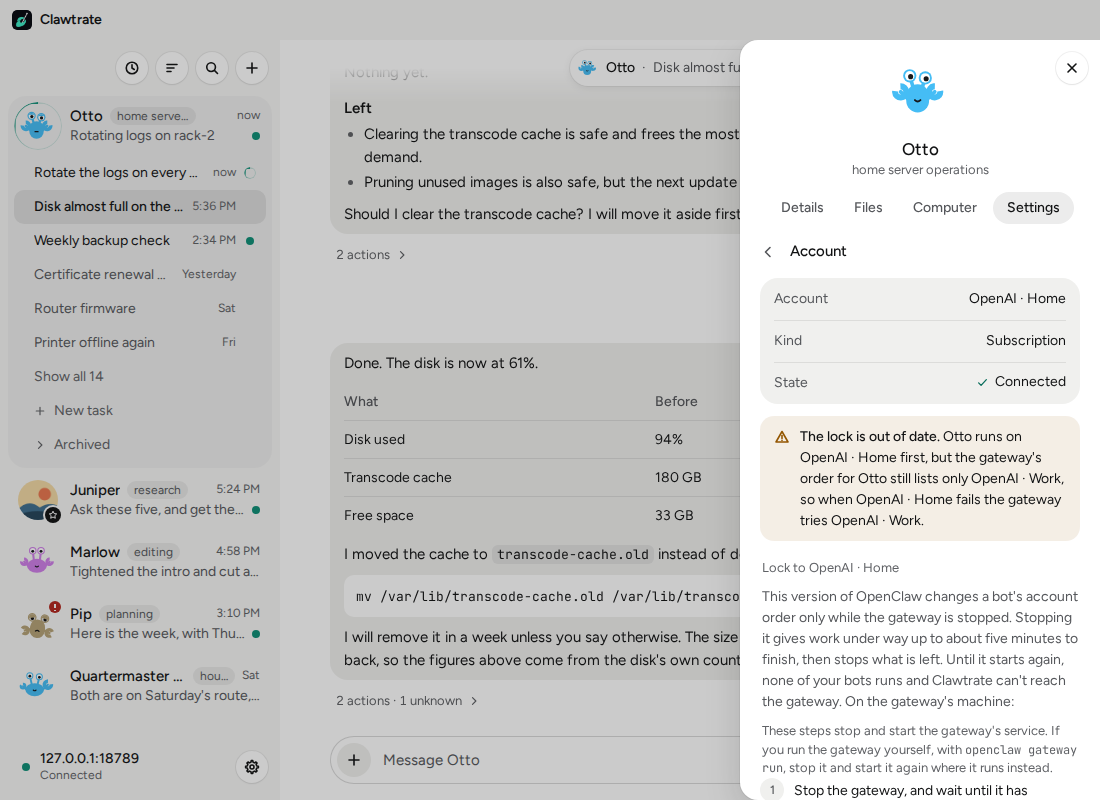 Clawtrate
Otto home serve... now
Rotating logs on rack-2
Rotate the logs on every ... now
Disk almost full on the ... 5:36 PM
Weekly backup check 2:34 PM
Certificate renewal ... Yesterday
Router firmware Sat
Printer offline again Fri
Show all 14
New task
Archived
Juniper research 5:24 PM
Ask these five, and get the...
Marlow editing 4:58 PM
Tightened the intro and cut a...
Pip planning 3:10 PM
Here is the week, with Thu...
Quartermaster ... hou... Sat
Both are on Saturday's route,...
127.0.0.1:18789
Connected
Otto · Disk almost fu
Nothing yet.
Left
Clearing the transcode cache is safe and frees the most
demand.
Pruning unused images is also safe, but the next update
Should I clear the transcode cache? I will move it aside first
2 actions
Done. The disk is now at 61%.
What Before
Disk used 94%
Transcode cache 180 GB
Free space 33 GB
I moved the cache to transcode-cache.old instead of d
mv /var/lib/transcode-cache.old /var/lib/transco
I will remove it in a week unless you say otherwise. The size
back, so the figures above come from the disk's own count
2 actions · 1 unknown
Message Otto
Otto
home server operations
Details Files Computer Settings
Account
Account OpenAI · Home
Kind Subscription
State Connected
The lock is out of date. Otto runs on
OpenAI · Home first, but the gateway's
order for Otto still lists only OpenAI · Work,
so when OpenAI · Home fails the gateway
tries OpenAI · Work.
Lock to OpenAI · Home
This version of OpenClaw changes a bot's account
order only while the gateway is stopped. Stopping
it gives work under way up to about five minutes to
finish, then stops what is left. Until it starts again,
none of your bots runs and Clawtrate can't reach
the gateway. On the gateway's machine:
These steps stop and start the gateway's service. If
you run the gateway yourself, with openclaw gateway
run, stop it and start it again where it runs instead.
1 Stop the gateway, and wait until it has